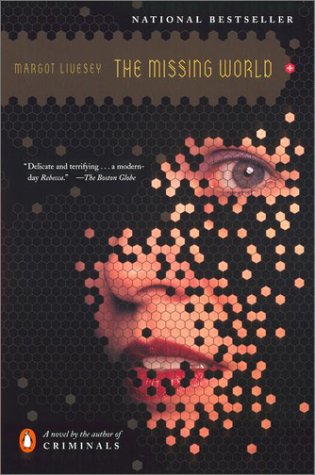 NATIONAL BESTSELLER
MARGOT LIVESEY THE MISSING WORLD
"Delicate and terrifying . . . a modern-
day Rebecca." —The Boston Globe
A novel by the author of
CRIMINALS